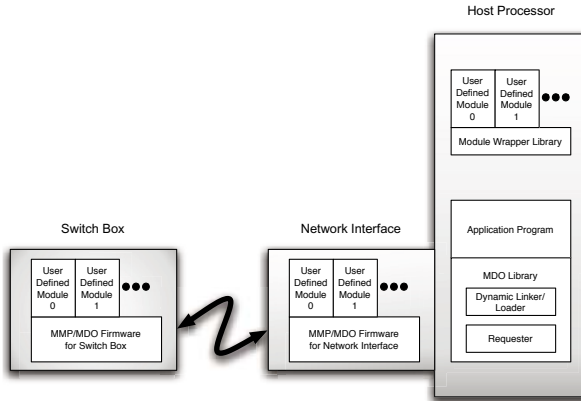 Host Processor
User
Defined
Module
0
User
Defined
Module
1
Module Wrapper Library
Application Program
MDO Library
Dynamic Linker/
Loader
Requester
Switch Box
User
Defined
Module
0
User
Defined
Module
1
MMP/MDO Firmware
for Switch Box
Network Interface
User
Defined
Module
0
User
Defined
Module
1
MMP/MDO Firmware
for Network Interface